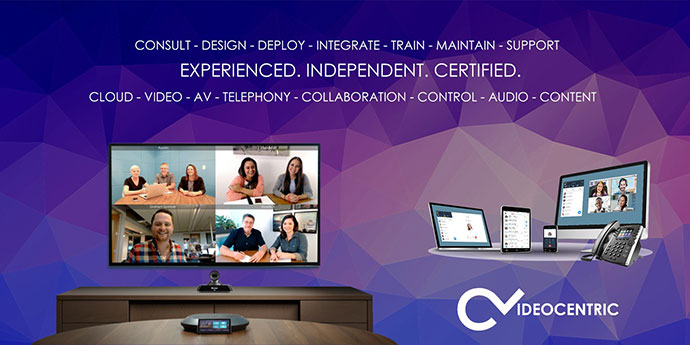 CONSULT - DESIGN - DEPLOY - INTEGRATE - TRAIN - MAINTAIN - SUPPORT
EXPERIENCED. INDEPENDENT. CERTIFIED.
CLOUD - VIDEO - AV - TELEPHONY - COLLABORATION - CONTROL - AUDIO - CONTENT
VIDEOCENTRIC